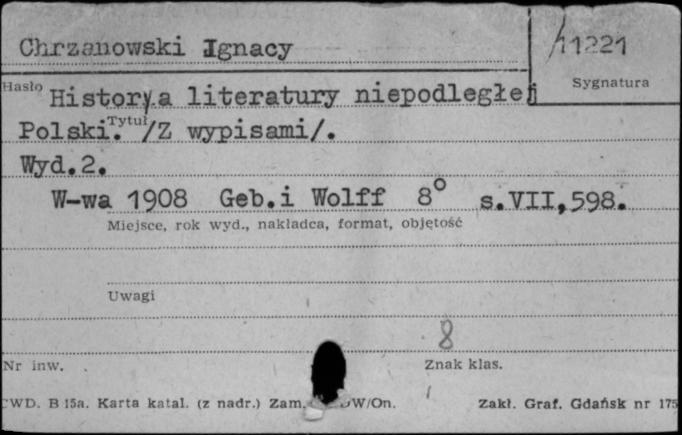 Chrzanowski Ignacy
11221
Hasło
Sygnatura
Historya literatury niepodległej
Tytuł
Polski. /Z wypisami/.
Wyd.2.
W-wa 1908 Geb.i Wolff 8° s.VII,598.
Miejsce, rok wyd., nakładca, format, objętość
Uwagi
8
Nr inw.
Znak klas.
CWD. B 15a. Karta katal. (z nadr.) Zam. OW/On.
Zakł. Graf. Gdańsk nr 175